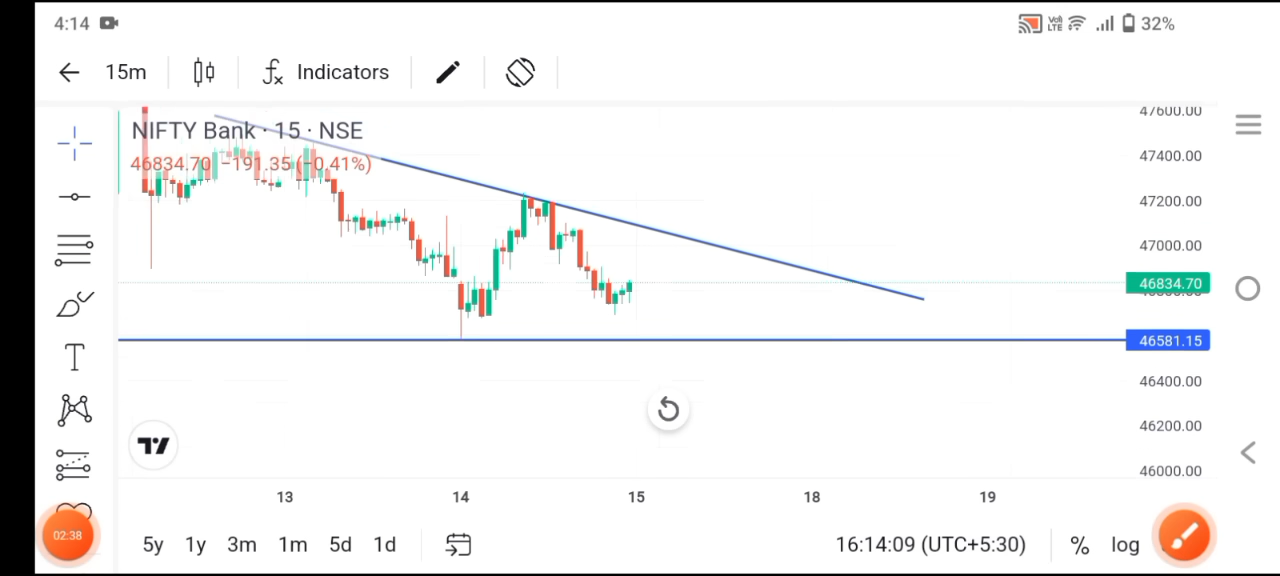 4:14 Vo) LTE 32%
15m Indicators
NIFTY Bank · 15 · NSE
46834.70 −191.35 (−0.41%)
47600.00
47400.00
47200.00
47000.00
46834.70
46581.15
46400.00
46200.00
46000.00
13 14 15 18 19
02:38 5y 1y 3m 1m 5d 1d 16:14:09 (UTC+5:30) % log